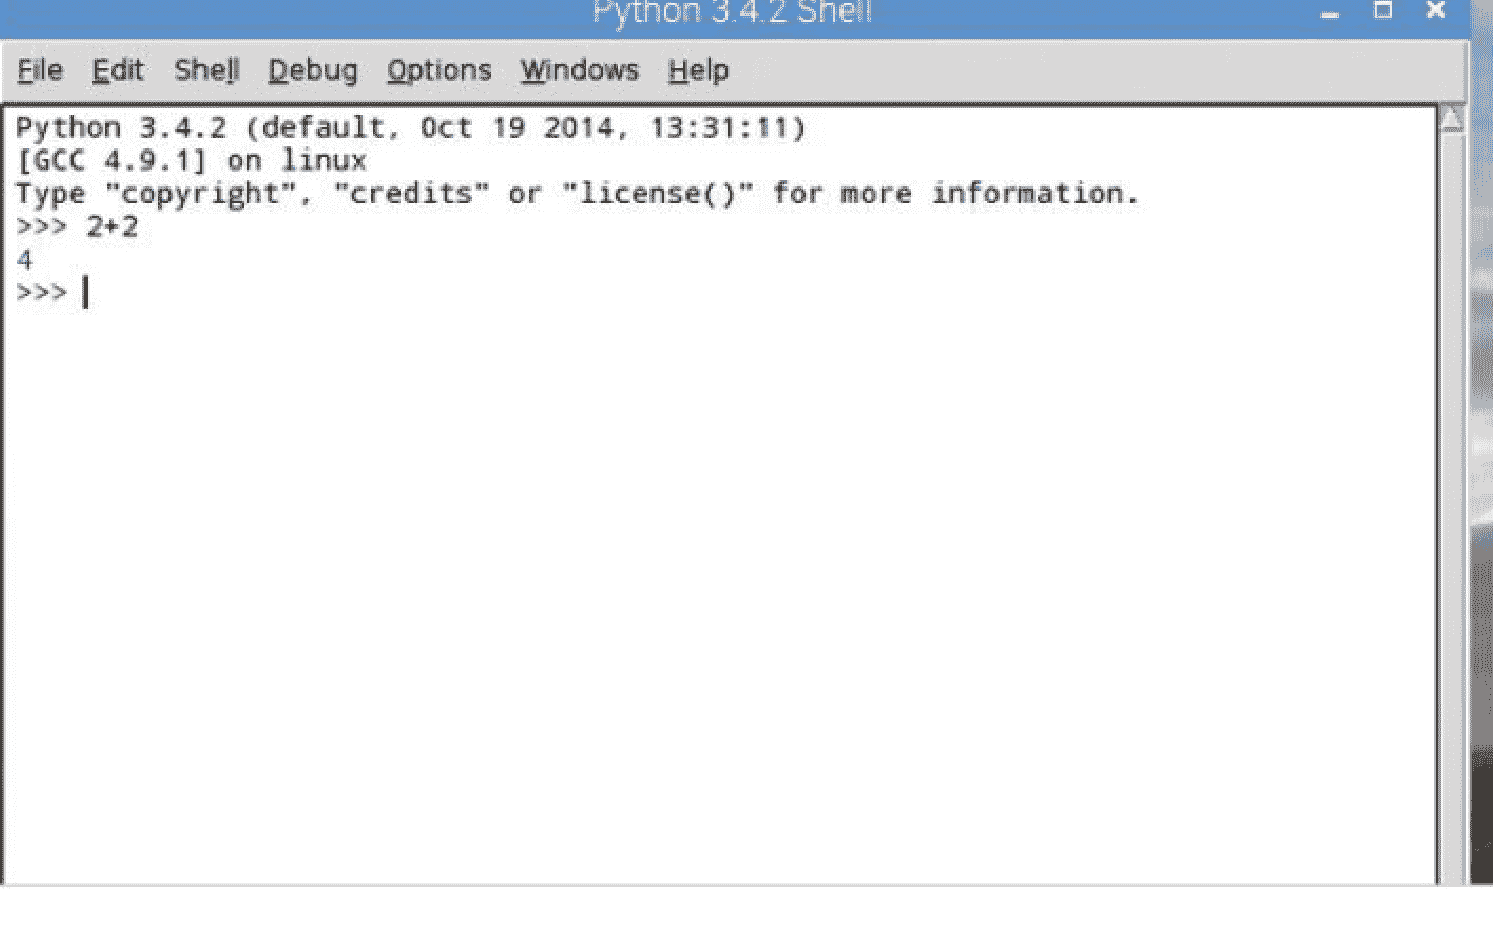 Python 3.4.2 Shell
File Edit Shell Debug Options Windows Help
Python 3.4.2 (default, Oct 19 2014, 13:31:11)
[GCC 4.9.1] on linux
Type "copyright", "credits" or "license()" for more information.
>>> 2+2
4
>>>